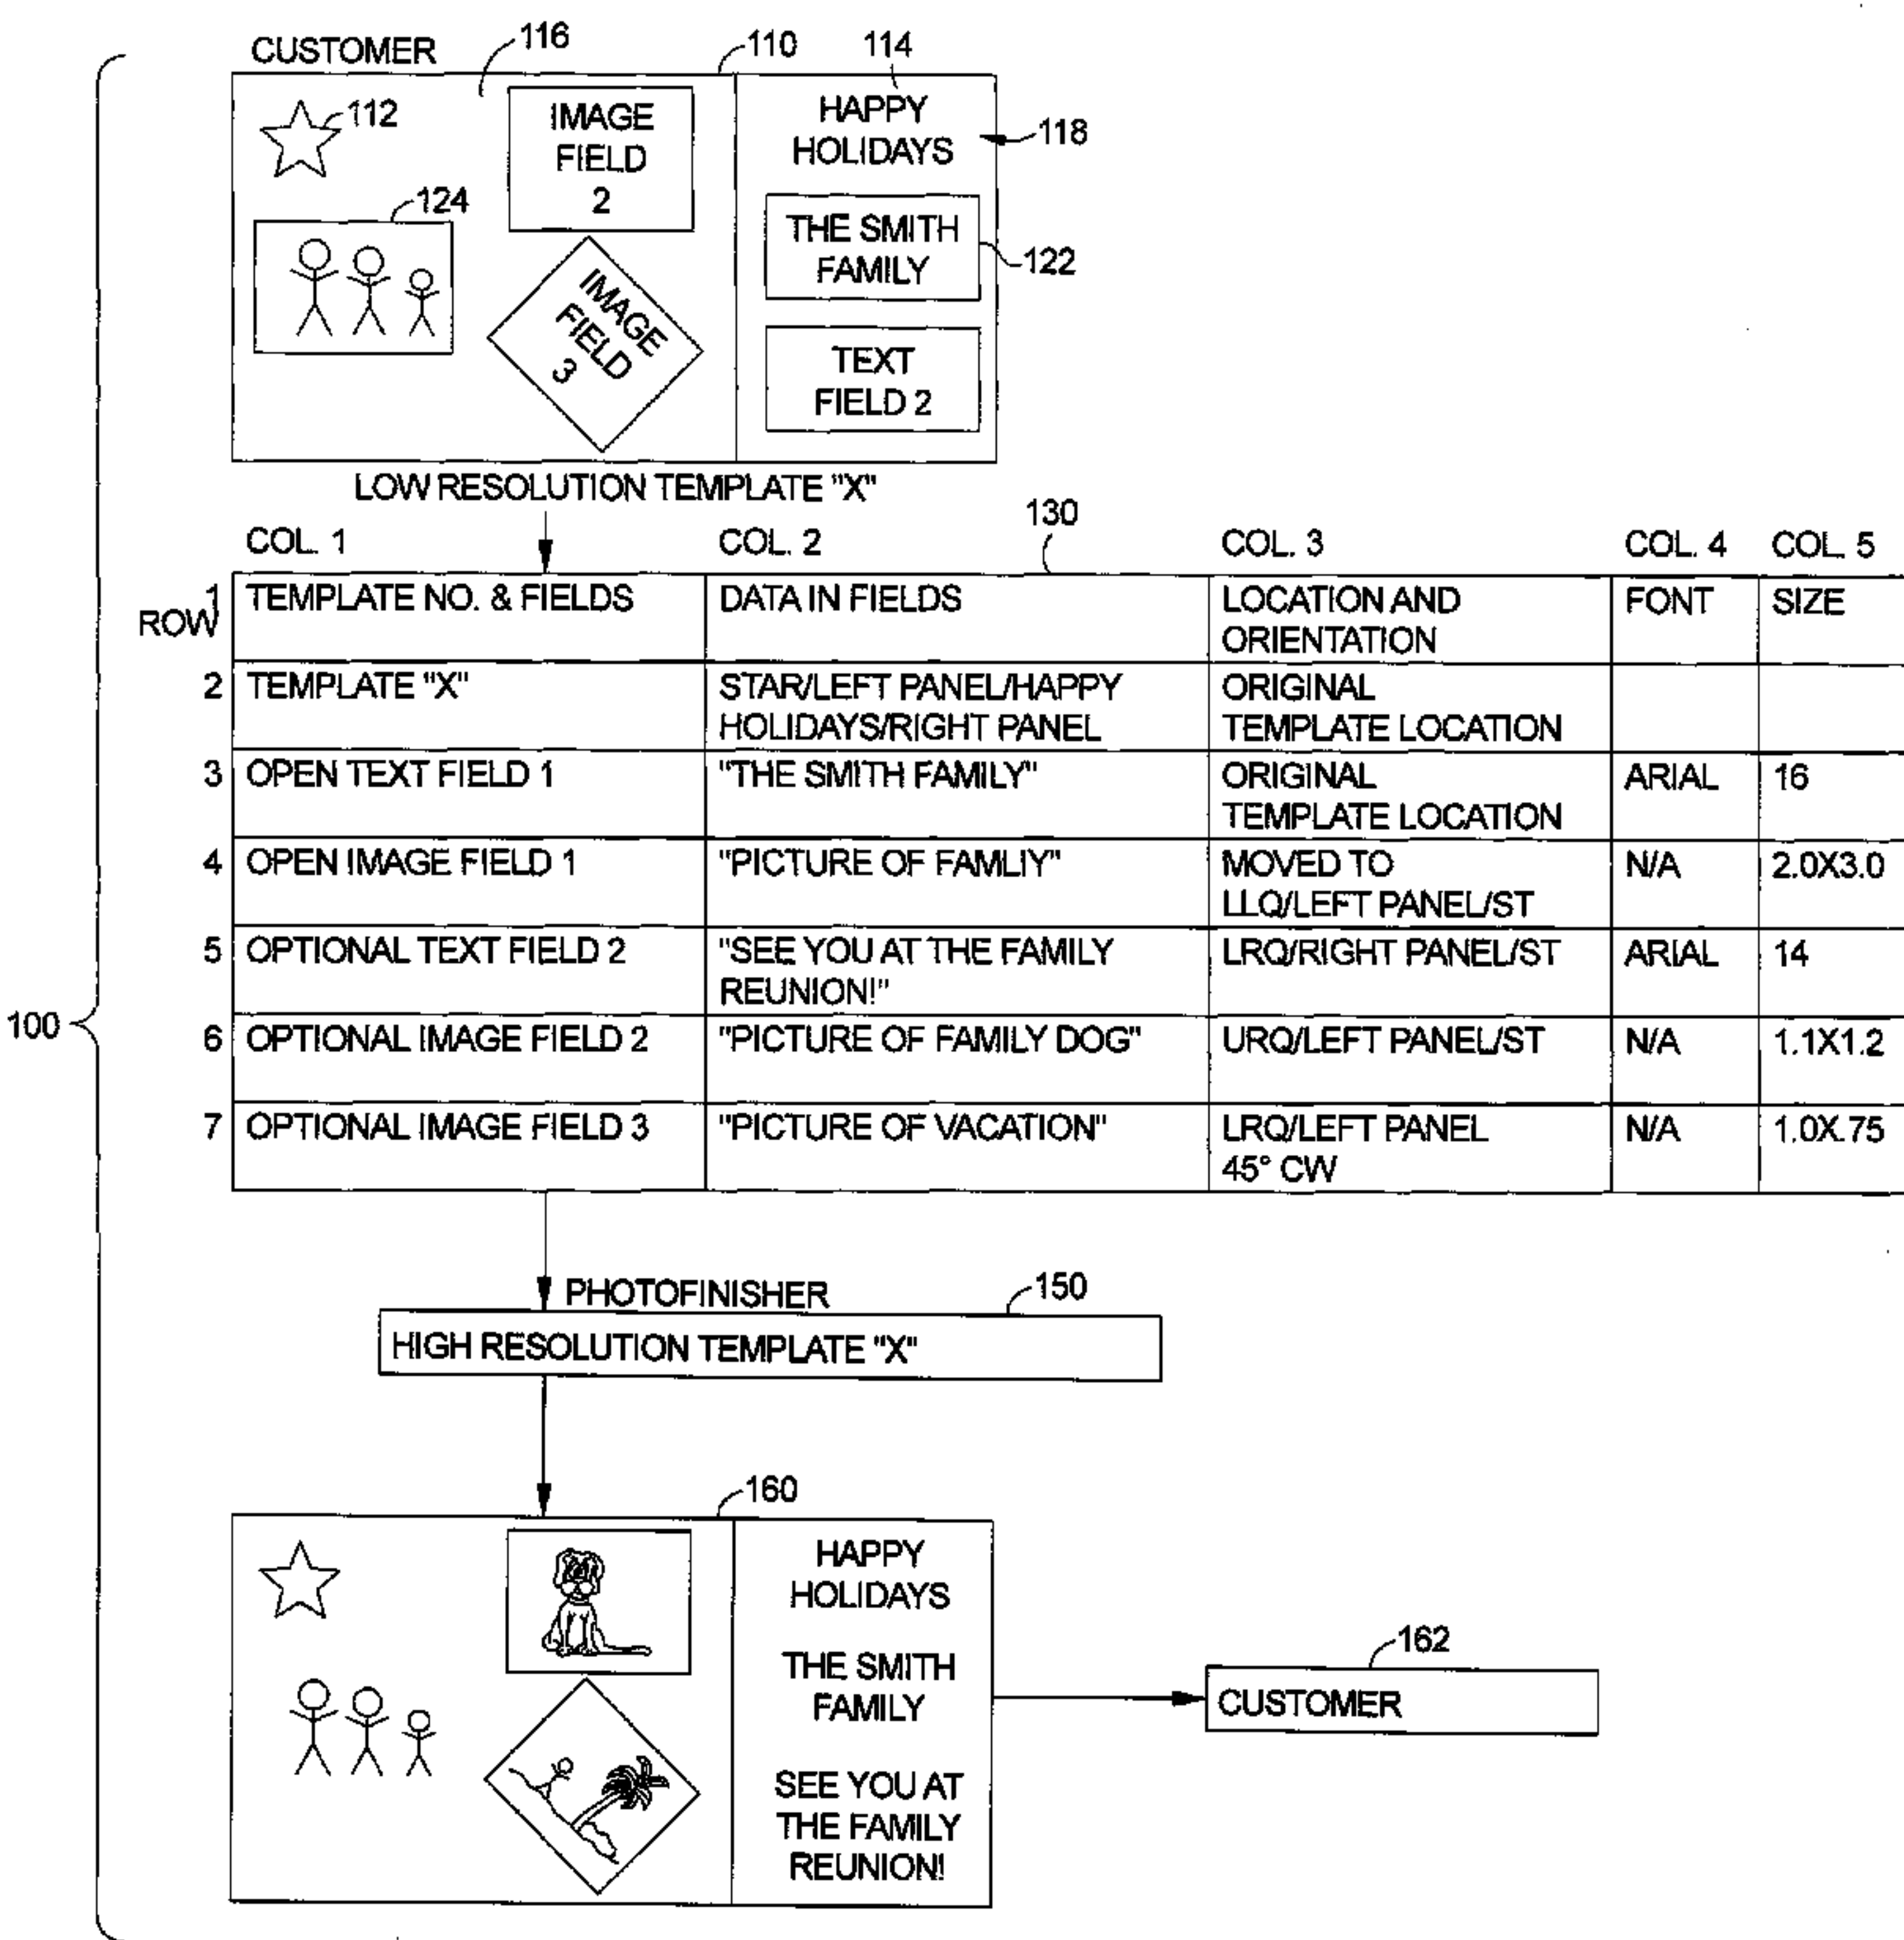 CUSTOMER
116
110
114
112
IMAGE
FIELD
2
HAPPY
HOLIDAYS
118
124
THE SMITH
FAMILY
122
IMAGE
FIELD
3
TEXT
FIELD 2
LOW RESOLUTION TEMPLATE "X"
130
COL. 1 COL. 2 COL. 3 COL. 4 COL. 5
ROW 1 TEMPLATE NO. & FIELDS DATA IN FIELDS LOCATION AND FONT SIZE
ORIENTATION
2 TEMPLATE "X" STAR/LEFT PANEL/HAPPY ORIGINAL
HOLIDAYS/RIGHT PANEL TEMPLATE LOCATION
3 OPEN TEXT FIELD 1 "THE SMITH FAMILY" ORIGINAL ARIAL 16
TEMPLATE LOCATION
4 OPEN IMAGE FIELD 1 "PICTURE OF FAMLIY" MOVED TO N/A 2.0X3.0
LLQ/LEFT PANEL/ST
5 OPTIONAL TEXT FIELD 2 "SEE YOU AT THE FAMILY LRQ/RIGHT PANEL/ST ARIAL 14
REUNION!"
100
6 OPTIONAL IMAGE FIELD 2 "PICTURE OF FAMILY DOG" URQ/LEFT PANEL/ST N/A 1.1X1.2
7 OPTIONAL IMAGE FIELD 3 "PICTURE OF VACATION" LRQ/LEFT PANEL N/A 1.0X.75
45° CW
PHOTOFINISHER
150
HIGH RESOLUTION TEMPLATE "X"
160
HAPPY
HOLIDAYS
THE SMITH
FAMILY
SEE YOU AT
THE FAMILY
REUNION!
162
CUSTOMER